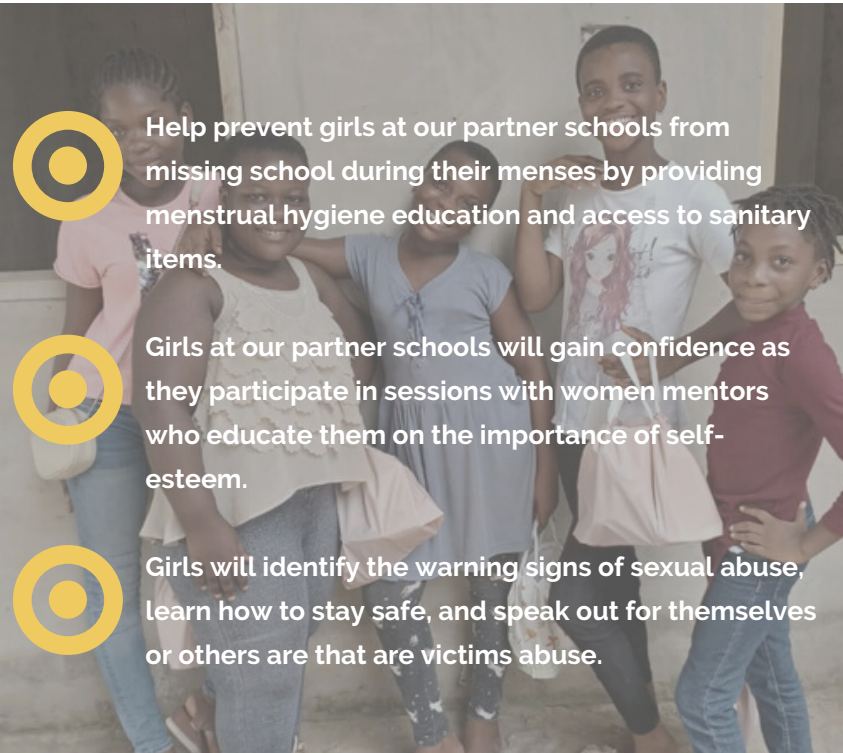 Help prevent girls at our partner schools from
missing school during their menses by providing
menstrual hygiene education and access to sanitary
items.
Girls at our partner schools will gain confidence as
they participate in sessions with women mentors
who educate them on the importance of self-
esteem.
Girls will identify the warning signs of sexual abuse,
learn how to stay safe, and speak out for themselves
or others are that are victims abuse.